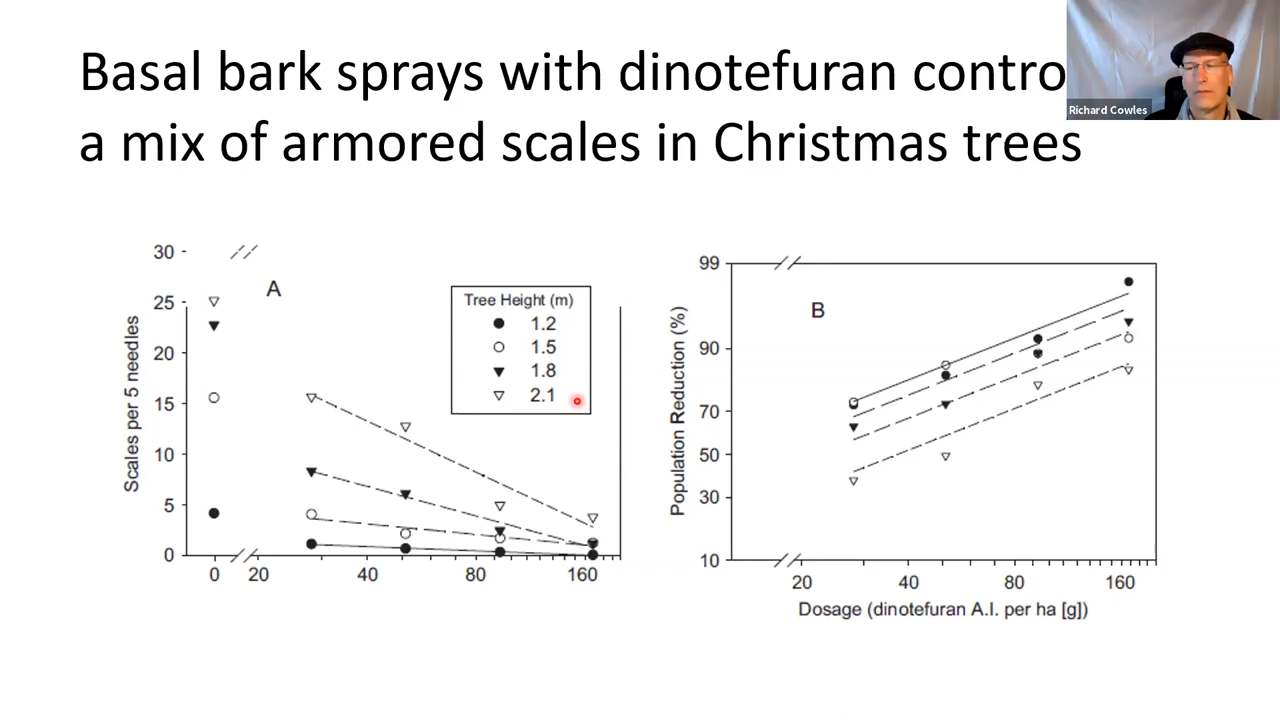 Basal bark sprays with dinotefuran contro
a mix of armored scales in Christmas trees
Richard Cowles
A
Scales per 5 needles
30
25
20
15
10
5
0
0 20 40 80 160
Tree Height (m)
1.2
1.5
1.8
2.1
B
Population Reduction (%)
99
90
70
50
30
10
20 40 80 160
Dosage (dinotefuran A.I. per ha [g])